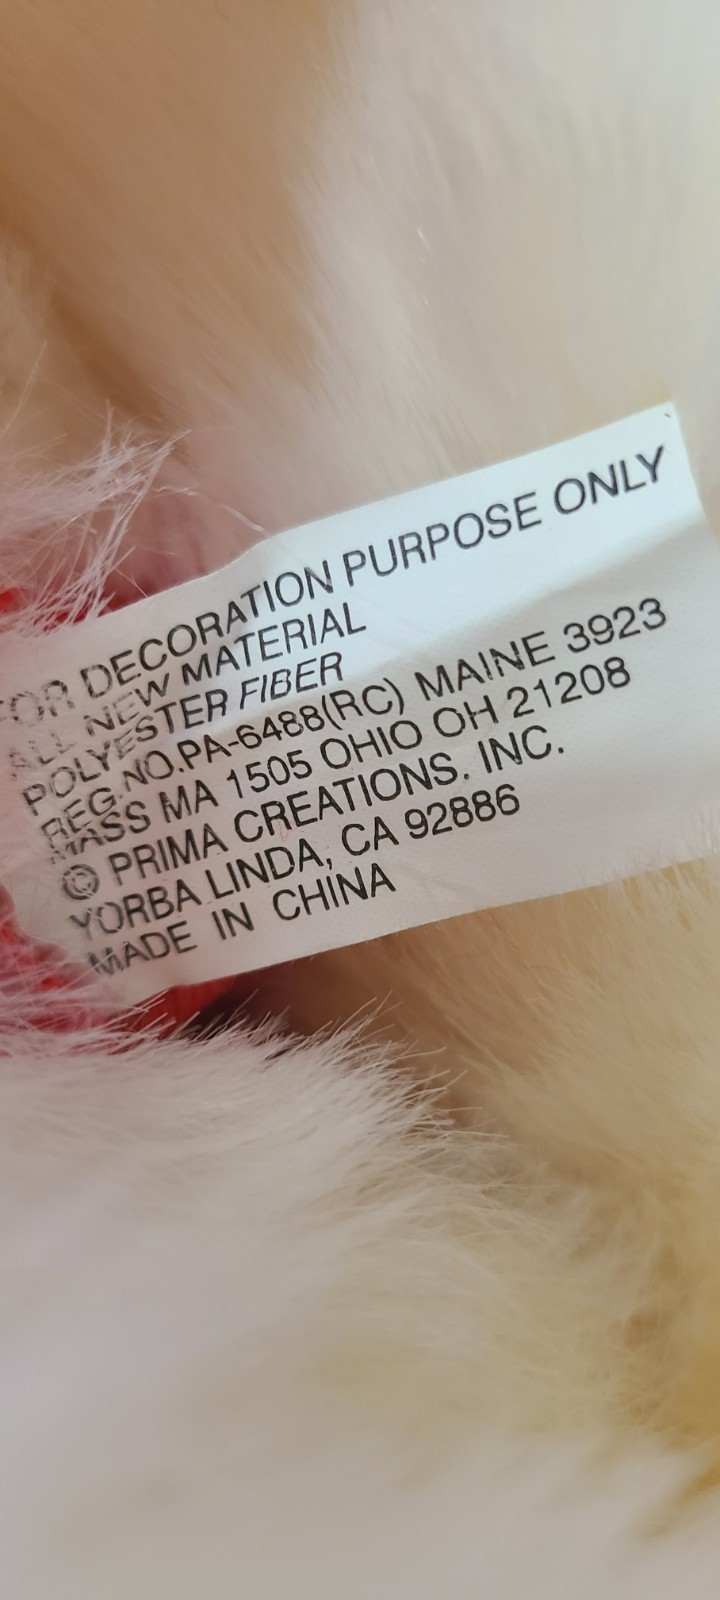 FOR DECORATION PURPOSE ONLY
ALL NEW MATERIAL
POLYESTER FIBER
REG.NO.PA-6488(RC) MAINE 3923
MASS MA 1505 OHIO OH 21208
© PRIMA CREATIONS. INC.
YORBA LINDA, CA 92886
MADE IN CHINA